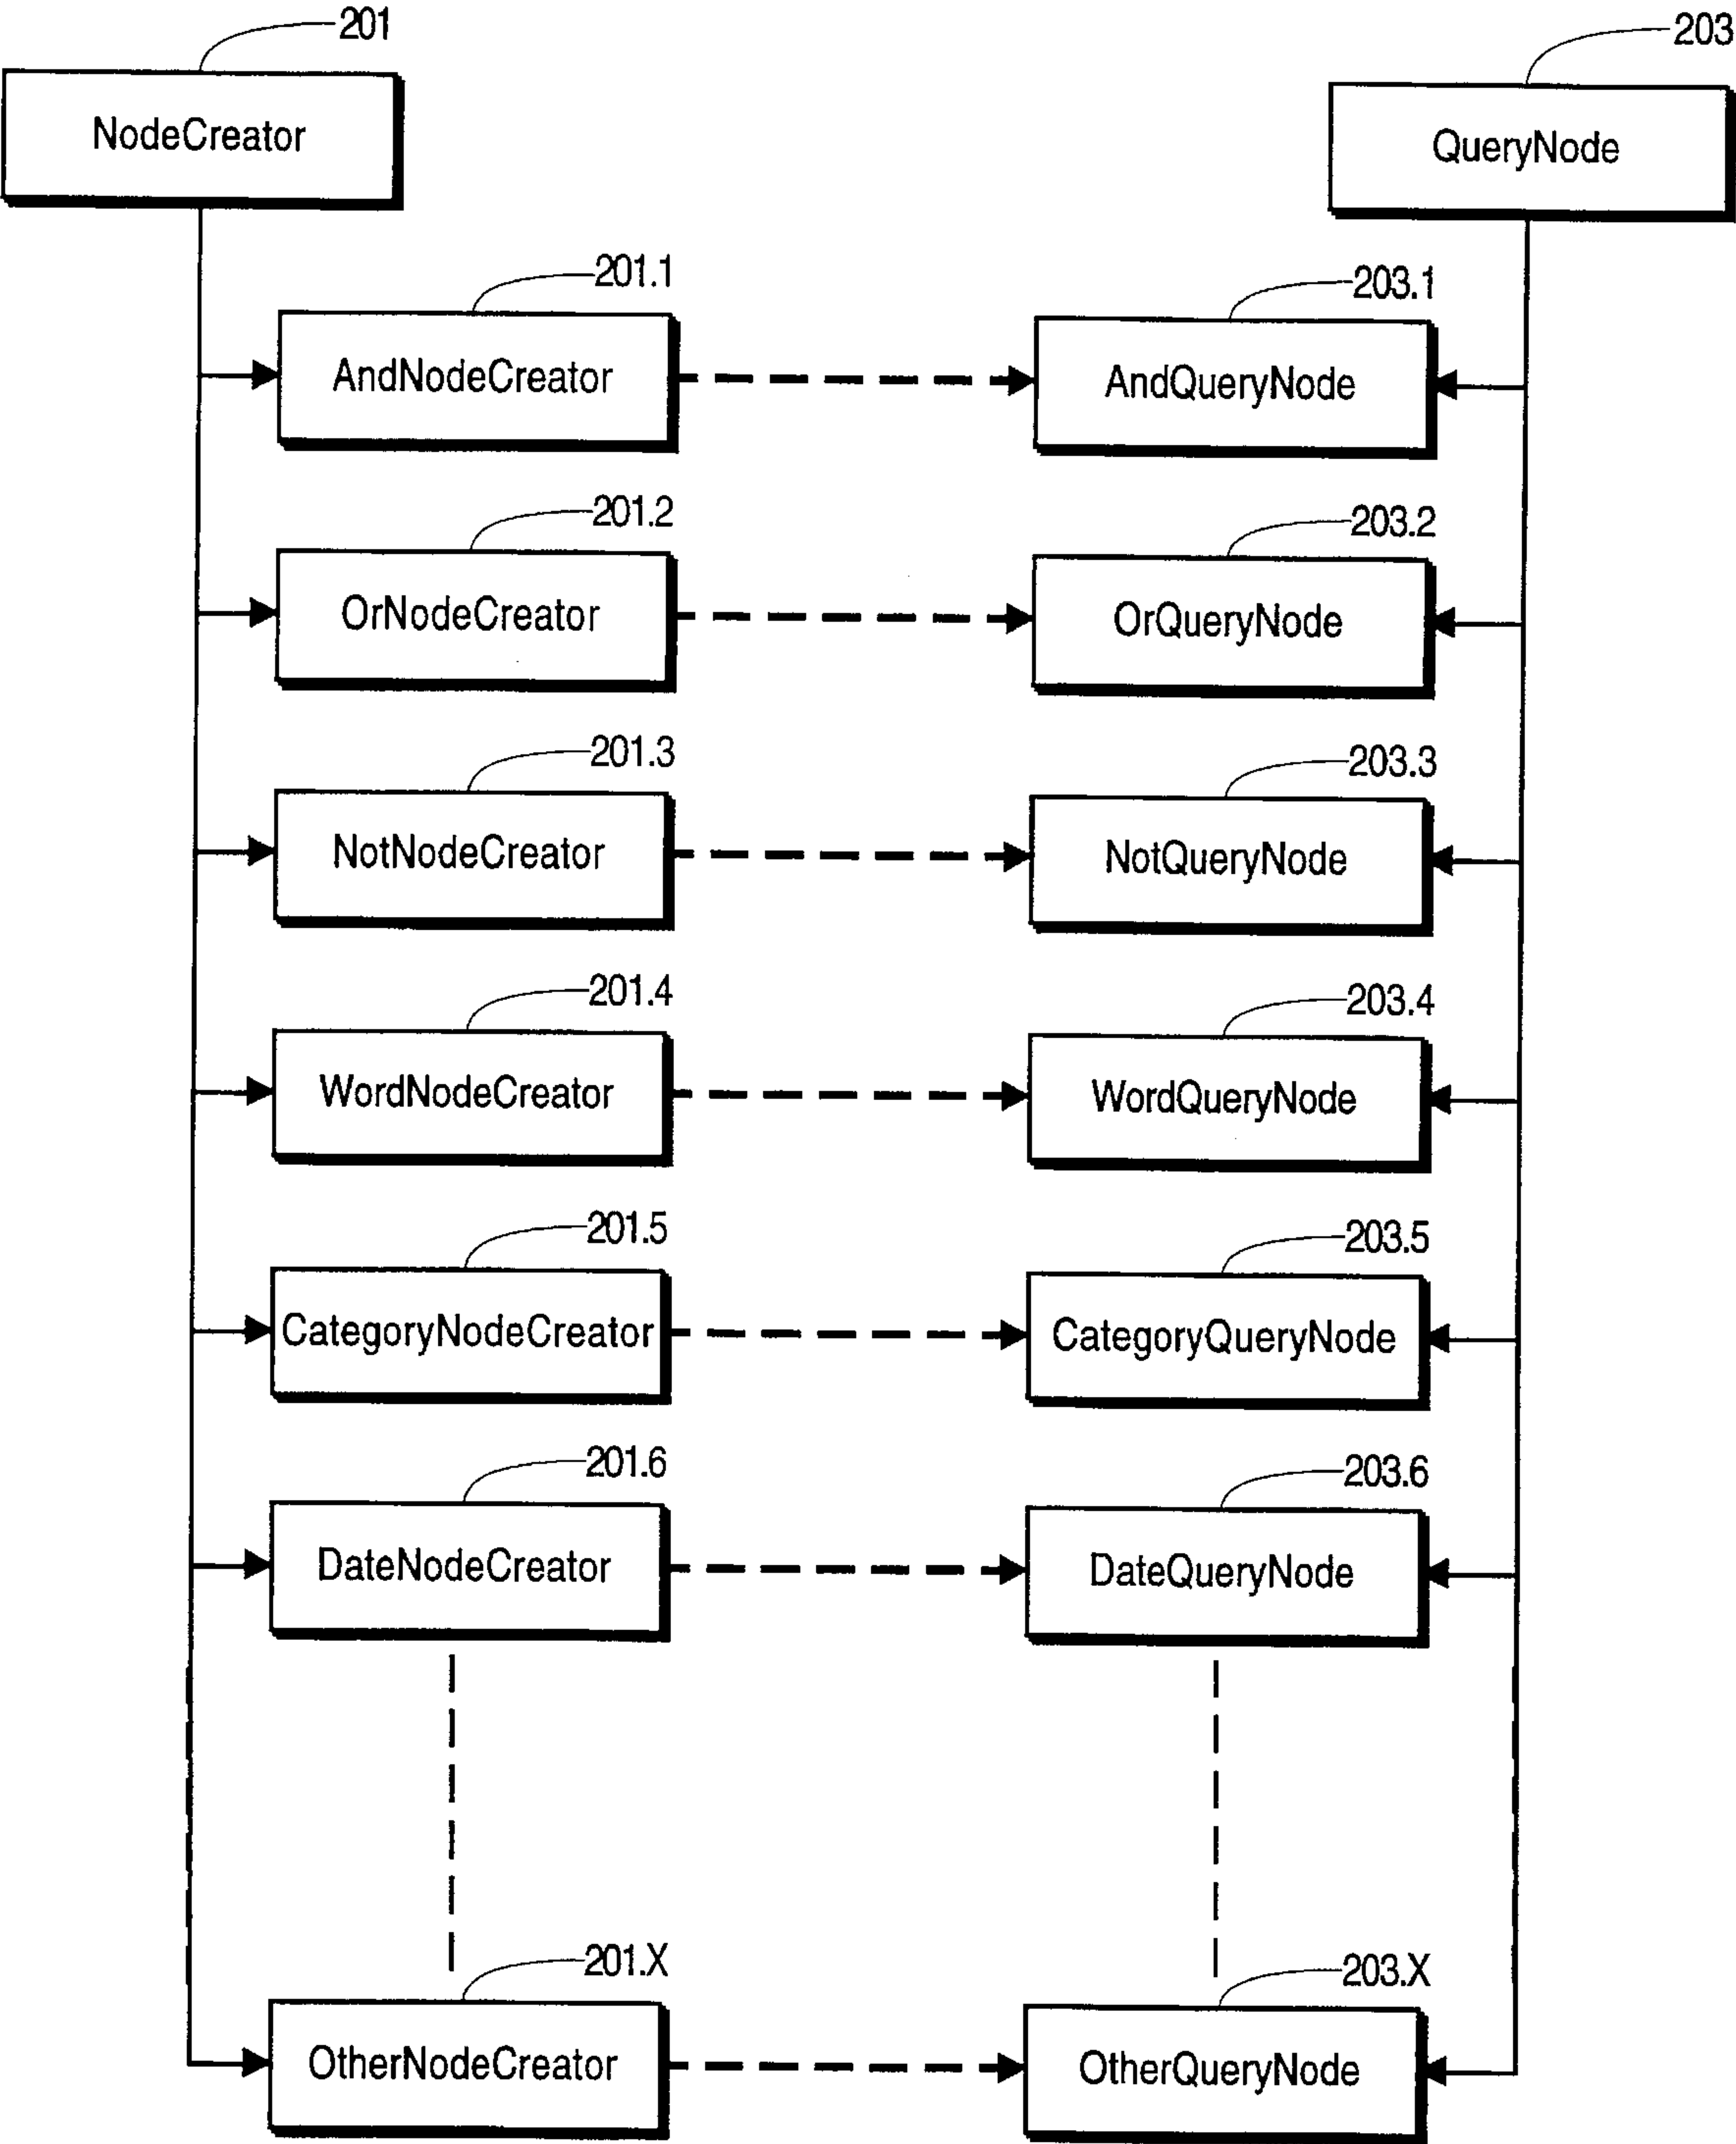 201
203
NodeCreator
QueryNode
201.1
203.1
AndNodeCreator
AndQueryNode
201.2
203.2
OrNodeCreator
OrQueryNode
201.3
203.3
NotNodeCreator
NotQueryNode
201.4
203.4
WordNodeCreator
WordQueryNode
201.5
203.5
CategoryNodeCreator
CategoryQueryNode
201.6
203.6
DateNodeCreator
DateQueryNode
201.X
203.X
OtherNodeCreator
OtherQueryNode